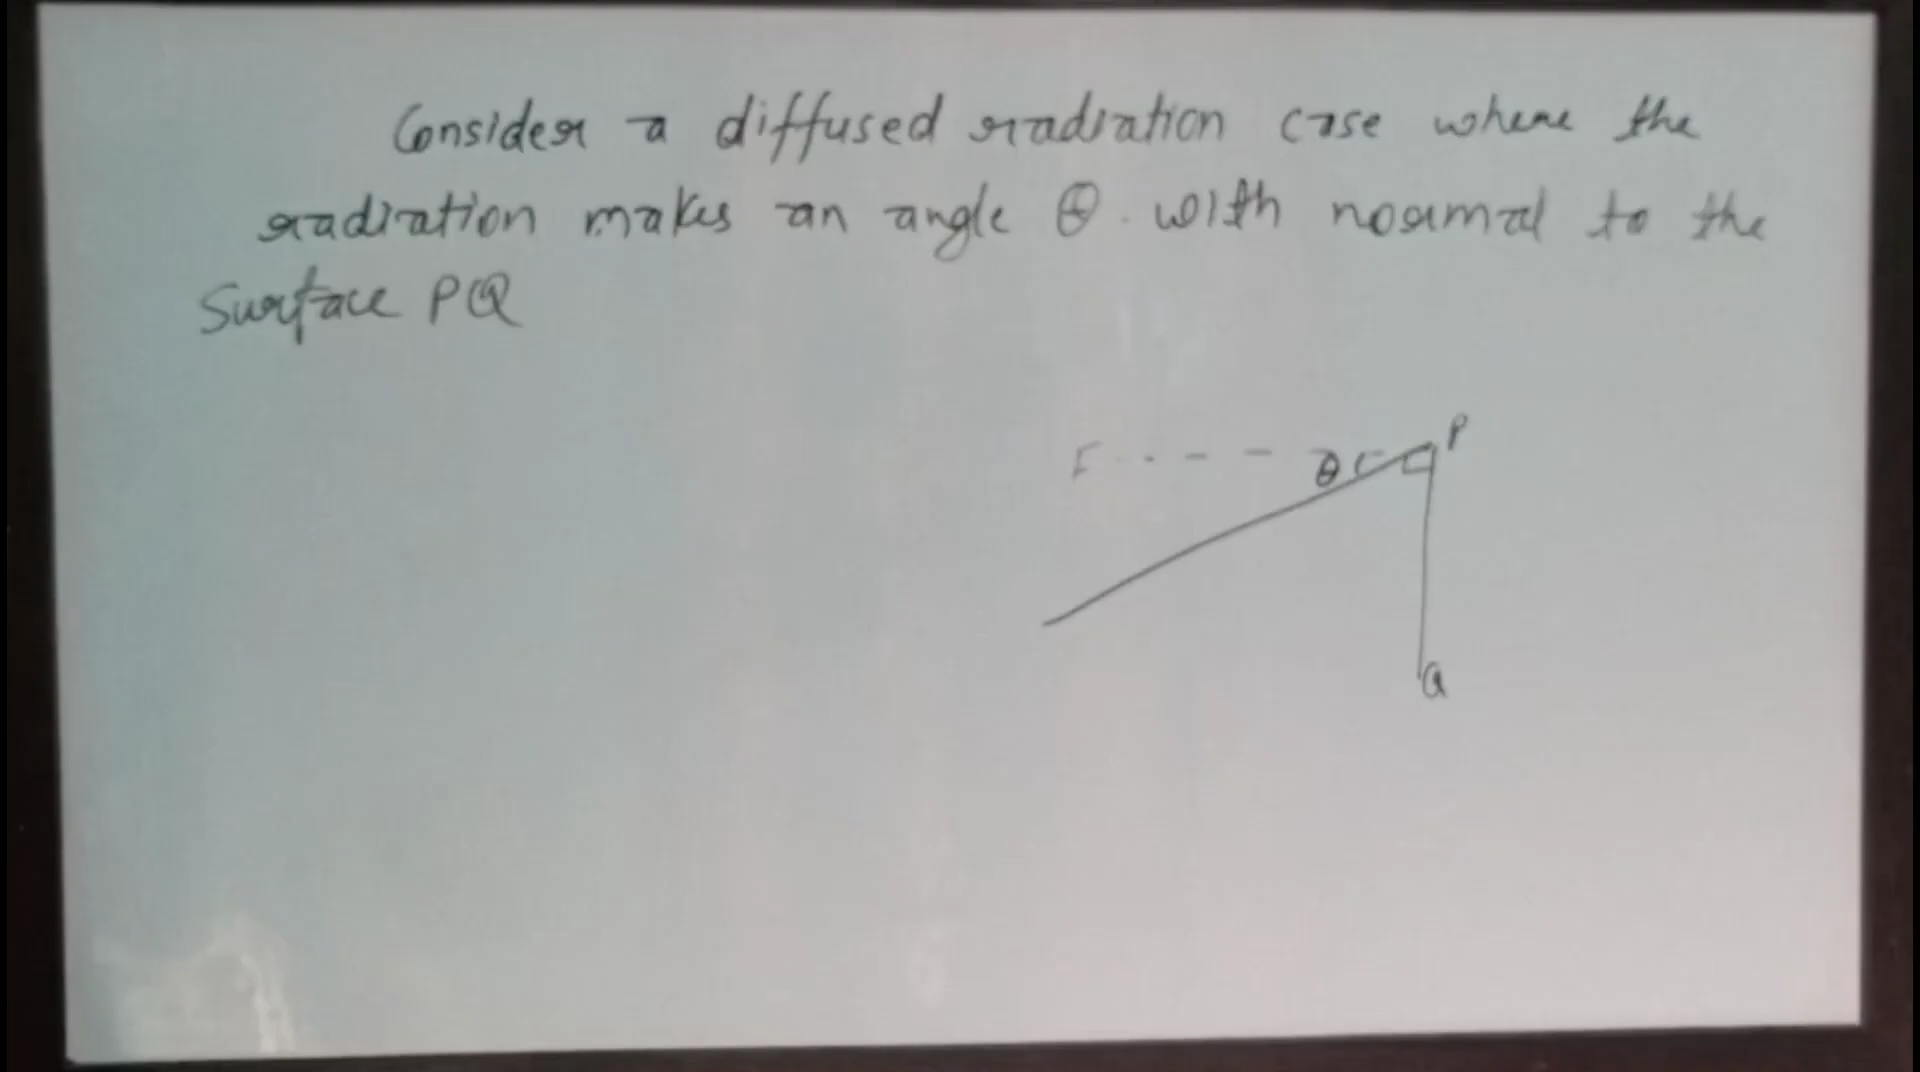 Consider a diffused radiation case where the
radiation makes an angle θ with normal to the
Surface PQ
P
θ
Q